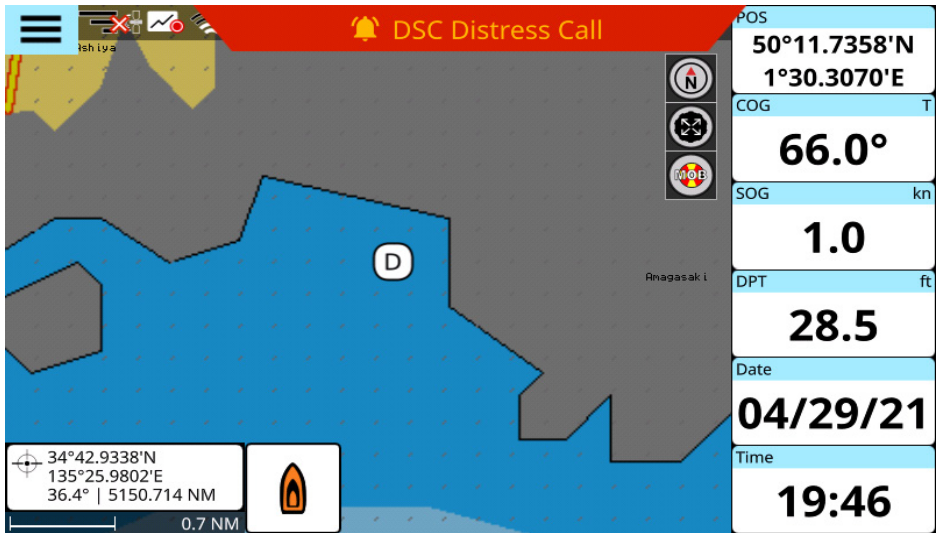 DSC Distress Call
Ashiya
N
MOB
D
Amagasaki
34°42.9338'N
135°25.9802'E
36.4° | 5150.714 NM
0.7 NM
POS
50°11.7358'N
1°30.3070'E
COG T
66.0°
SOG kn
1.0
DPT ft
28.5
Date
04/29/21
Time
19:46